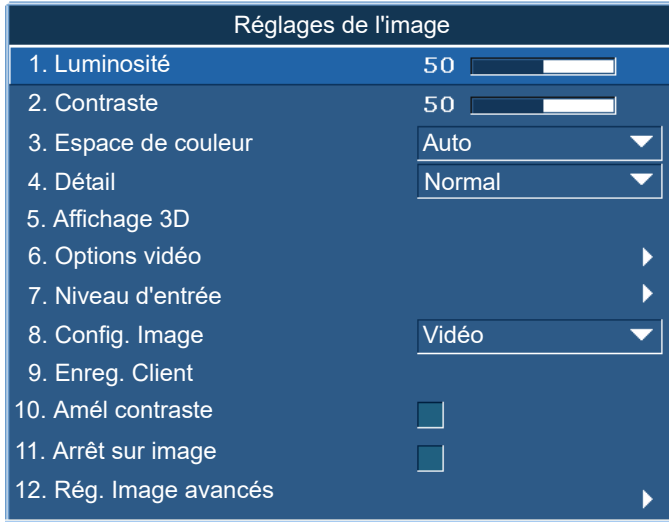 Réglages de l'image
1. Luminosité 50
2. Contraste 50
3. Espace de couleur Auto
4. Détail Normal
5. Affichage 3D
6. Options vidéo
7. Niveau d'entrée
8. Config. Image Vidéo
9. Enreg. Client
10. Amél contraste
11. Arrêt sur image
12. Rég. Image avancés